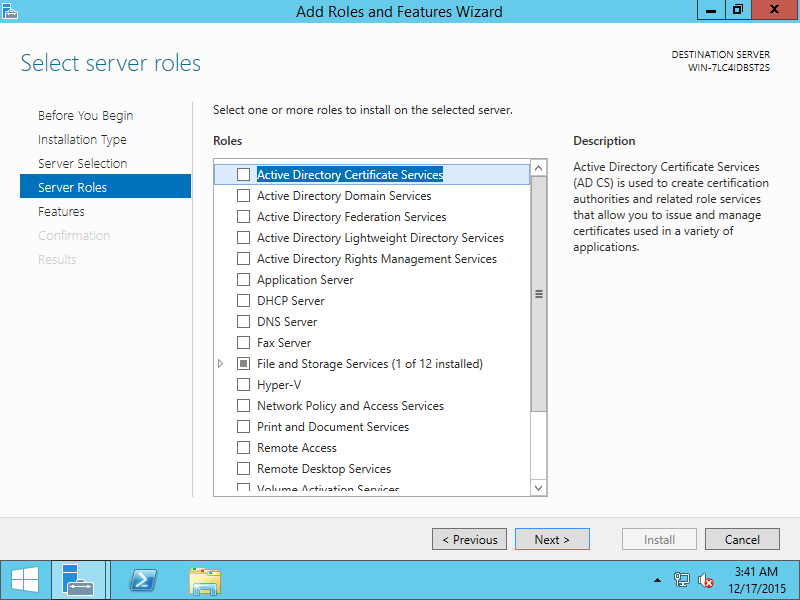 Add Roles and Features Wizard
Select server roles
DESTINATION SERVER
WIN-7LC4IDBST2S
Before You Begin
Installation Type
Server Selection
Server Roles
Features
Confirmation
Results
Select one or more roles to install on the selected server.
Roles
Active Directory Certificate Services
Active Directory Domain Services
Active Directory Federation Services
Active Directory Lightweight Directory Services
Active Directory Rights Management Services
Application Server
DHCP Server
DNS Server
Fax Server
File and Storage Services (1 of 12 installed)
Hyper-V
Network Policy and Access Services
Print and Document Services
Remote Access
Remote Desktop Services
Volume Activation Services
Description
Active Directory Certificate Services
(AD CS) is used to create certification
authorities and related role services
that allow you to issue and manage
certificates used in a variety of
applications.
< Previous
Next >
Install
Cancel
3:41 AM
12/17/2015